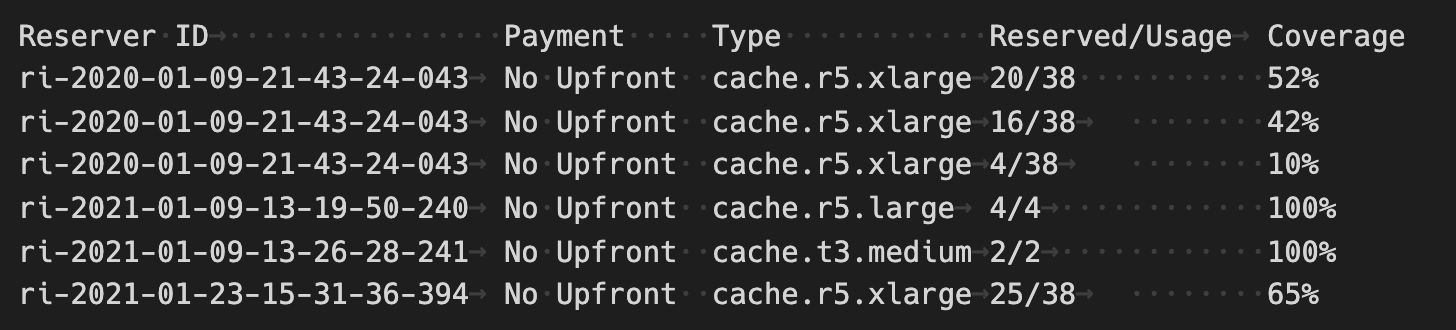 Reserver ID Payment Type Reserved/Usage Coverage
ri-2020-01-09-21-43-24-043 No Upfront cache.r5.xlarge 20/38 52%
ri-2020-01-09-21-43-24-043 No Upfront cache.r5.xlarge 16/38 42%
ri-2020-01-09-21-43-24-043 No Upfront cache.r5.xlarge 4/38 10%
ri-2021-01-09-13-19-50-240 No Upfront cache.r5.large 4/4 100%
ri-2021-01-09-13-26-28-241 No Upfront cache.t3.medium 2/2 100%
ri-2021-01-23-15-31-36-394 No Upfront cache.r5.xlarge 25/38 65%